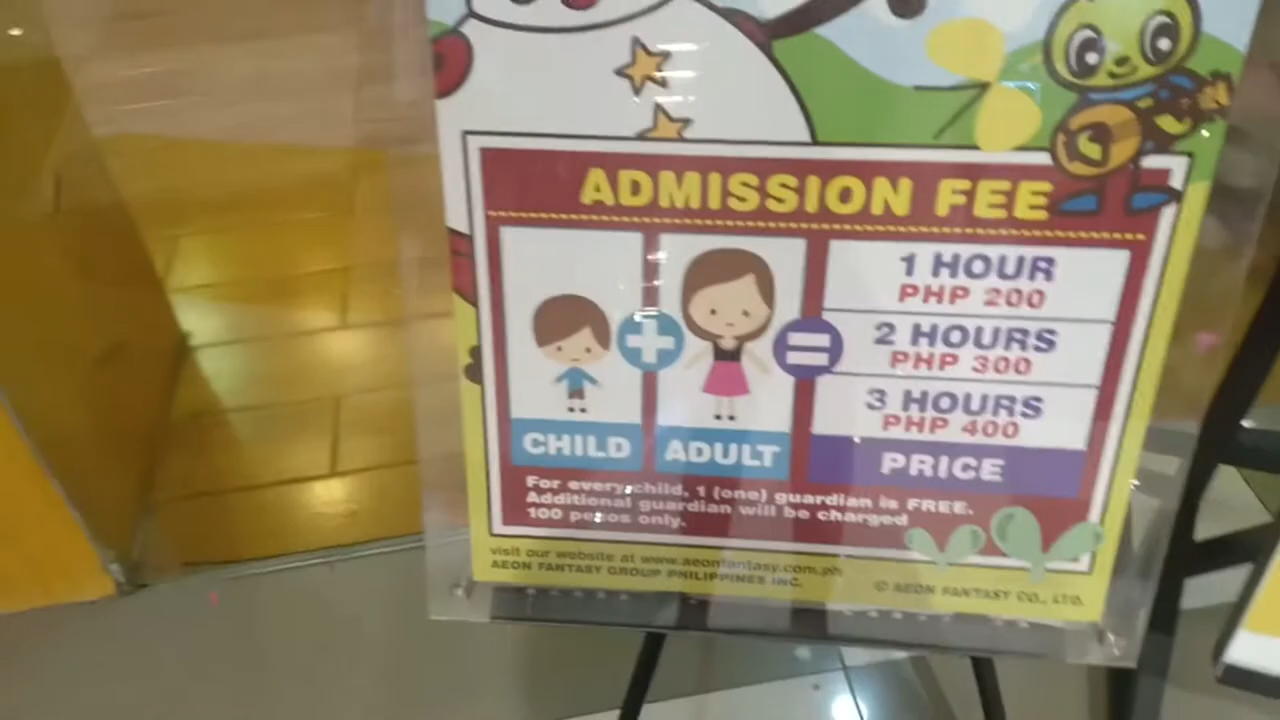 ADMISSION FEE
1 HOUR
PHP 200
2 HOURS
PHP 300
3 HOURS
PHP 400
CHILD
ADULT
PRICE
For every child, 1 (one) guardian is FREE.
Additional guardian will be charged
100 pesos only.
visit our website at www.aeonfantasy.com.ph
AEON FANTASY GROUP PHILIPPINES INC.
© AEON FANTASY CO., LTD.